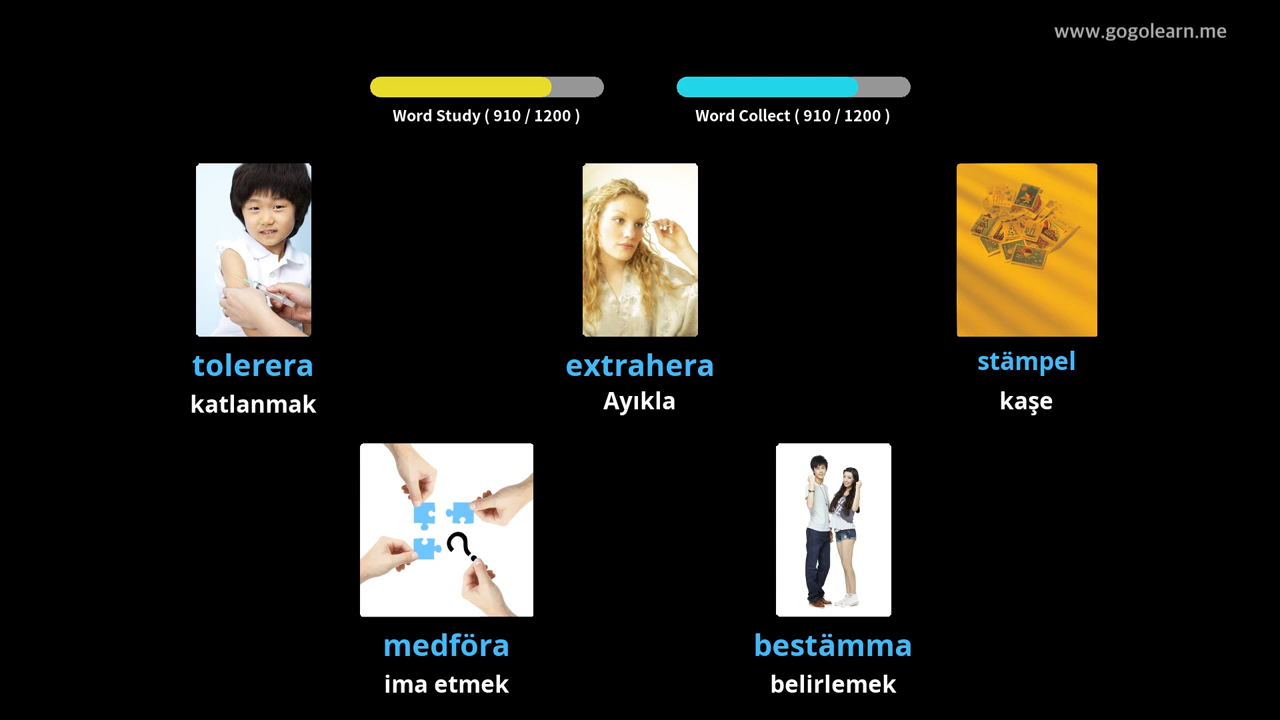 www.gogolearn.me
Word Study ( 910 / 1200 )
Word Collect ( 910 / 1200 )
tolerera
katlanmak
extrahera
Ayıkla
stämpel
kaşe
medföra
ima etmek
bestämma
belirlemek